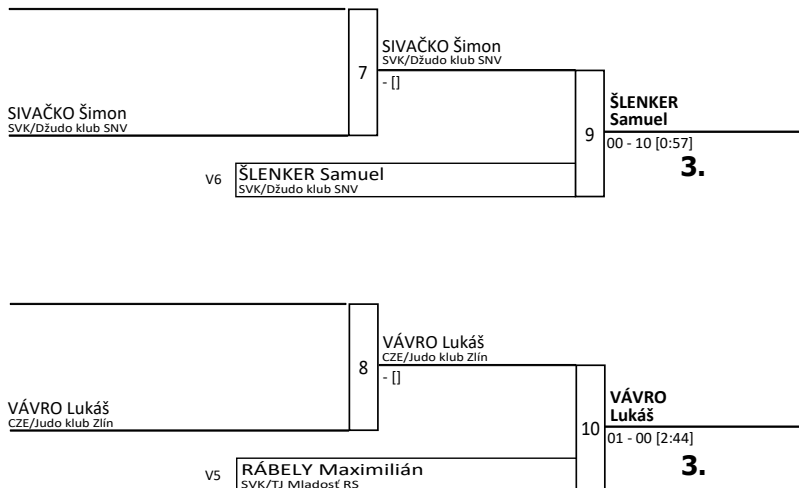 SIVAČKO Šimon
SVK/Džudo klub SNV
7
SIVAČKO Šimon
SVK/Džudo klub SNV
- []
V6
ŠLENKER Samuel
SVK/Džudo klub SNV
9
ŠLENKER
Samuel
00 - 10 [0:57]
3.
VÁVRO Lukáš
CZE/Judo klub Zlín
8
VÁVRO Lukáš
CZE/Judo klub Zlín
- []
V5
RÁBELY Maximilián
SVK/TJ Mladosť RS
10
VÁVRO
Lukáš
01 - 00 [2:44]
3.